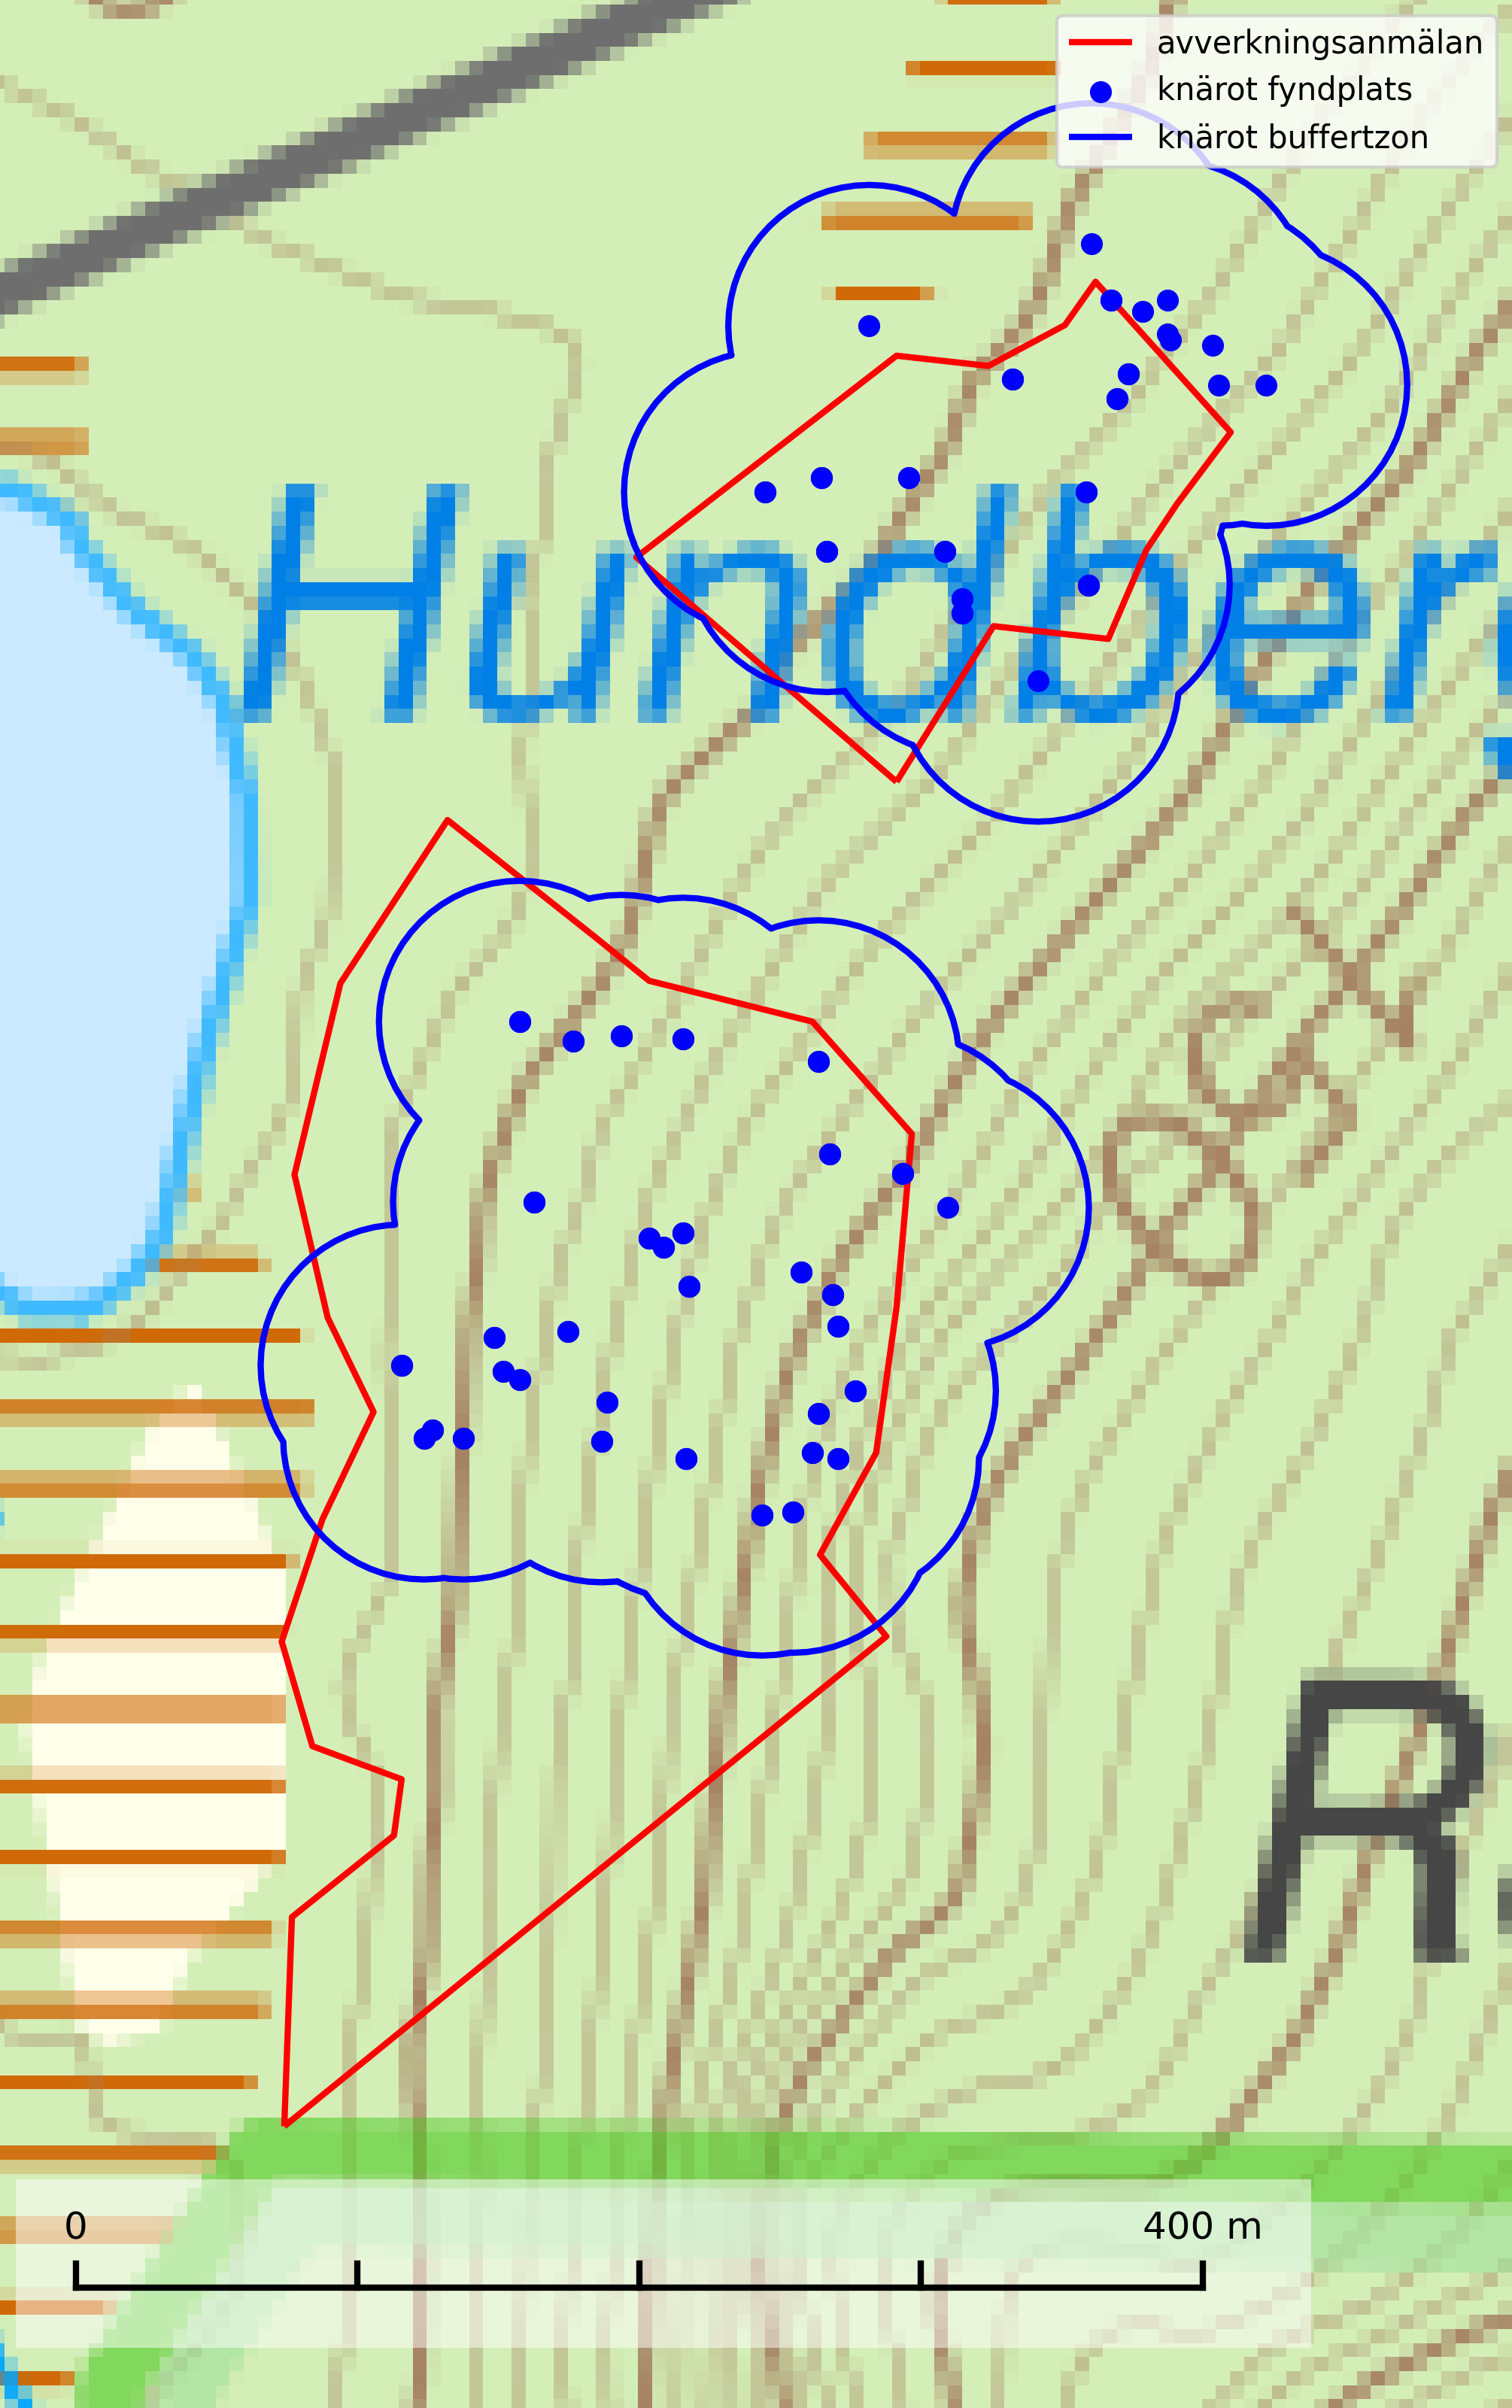 avverkningsanmälan
knärot fyndplats
knärot buffertzon
Hundber
R
0 400 m